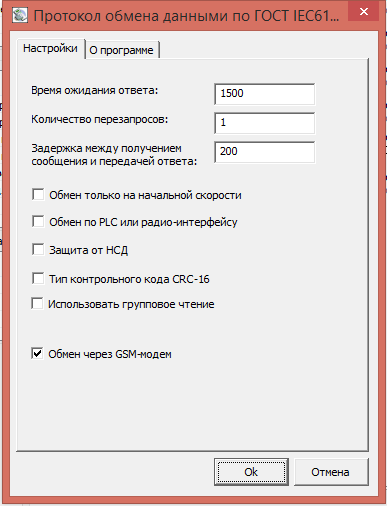 Протокол обмена данными по ГОСТ IEC61...
Настройки
О программе
Время ожидания ответа:
1500
Количество перезапросов:
1
Задержка между получением
сообщения и передачей ответа:
200
Обмен только на начальной скорости
Обмен по PLC или радио-интерфейсу
Защита от НСД
Тип контрольного кода CRC-16
Использовать групповое чтение
Обмен через GSM-модем
Ok
Отмена